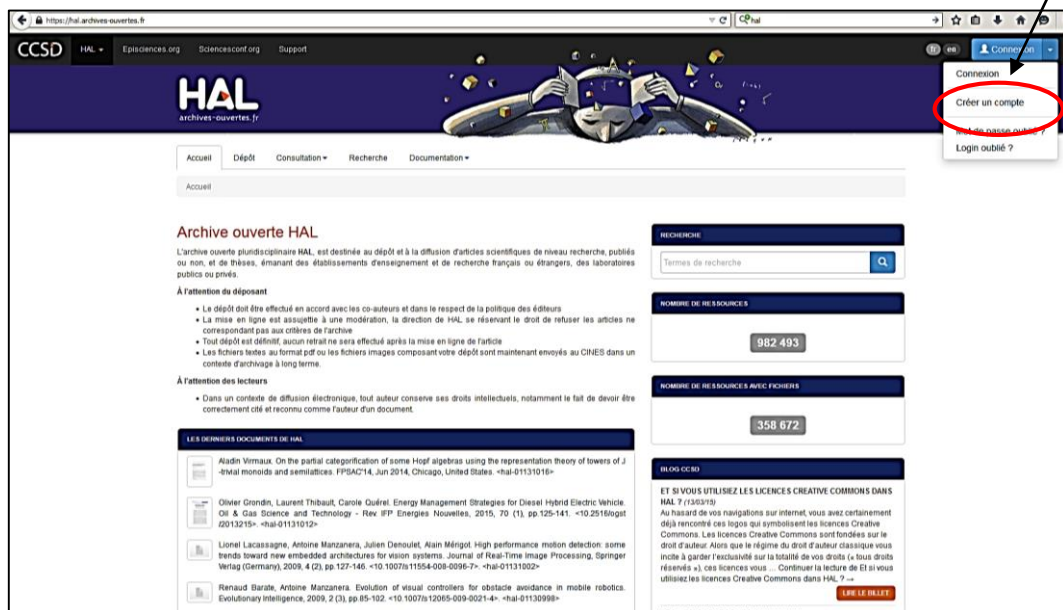 https://hal.archives-ouvertes.fr
hal
CCSD HAL Episciences.org Sciencesconf.org Support fr en Connexion
Connexion
Créer un compte
Mot de passe oublié ?
Login oublié ?
HAL
archives-ouvertes.fr
Accueil Dépôt Consultation Recherche Documentation
Accueil
Archive ouverte HAL
L'archive ouverte pluridisciplinaire HAL, est destinée au dépôt et à la diffusion d'articles scientifiques de niveau recherche, publiés
ou non, et de thèses, émanant des établissements d'enseignement et de recherche français ou étrangers, des laboratoires
publics ou privés.
À l'attention du déposant
• Le dépôt doit être effectué en accord avec les co-auteurs et dans le respect de la politique des éditeurs
• La mise en ligne est assujettie à une modération, la direction de HAL se réservant le droit de refuser les articles ne
correspondant pas aux critères de l'archive
• Tout dépôt est définitif, aucun retrait ne sera effectué après la mise en ligne de l'article
• Les fichiers textes au format pdf ou les fichiers images composant votre dépôt sont maintenant envoyés au CINES dans un
contexte d'archivage à long terme.
À l'attention des lecteurs
• Dans un contexte de diffusion électronique, tout auteur conserve ses droits intellectuels, notamment le fait de devoir être
correctement cité et reconnu comme l'auteur d'un document.
LES DERNIERS DOCUMENTS DE HAL
Aladin Virmaux. On the partial categorification of some Hopf algebras using the representation theory of towers of J
-trivial monoids and semilattices. FPSAC'14, Jun 2014, Chicago, United States. <hal-01131016>
Olivier Grondin, Laurent Thibault, Carole Quérel. Energy Management Strategies for Diesel Hybrid Electric Vehicle.
Oil & Gas Science and Technology - Rev. IFP Energies Nouvelles, 2015, 70 (1), pp.125-141. <10.2516/ogst
/2013215>. <hal-01131012>
Lionel Lacassagne, Antoine Manzanera, Julien Denoulet, Alain Mérigot. High performance motion detection: some
trends toward new embedded architectures for vision systems. Journal of Real-Time Image Processing, Springer
Verlag (Germany), 2009, 4 (2), pp.127-146. <10.1007/s11554-008-0096-7>. <hal-01131002>
Renaud Barate, Antoine Manzanera. Evolution of visual controllers for obstacle avoidance in mobile robotics.
Evolutionary Intelligence, 2009, 2 (3), pp.85-102. <10.1007/s12065-009-0021-4>. <hal-01130998>
RECHERCHE
Termes de recherche
NOMBRE DE RESSOURCES
982 493
NOMBRE DE RESSOURCES AVEC FICHIERS
358 672
BLOG CCSD
ET SI VOUS UTILISIEZ LES LICENCES CREATIVE COMMONS DANS
HAL ? (13/03/15)
Au hasard de vos navigations sur internet, vous avez certainement
déjà rencontré ces logos qui symbolisent les licences Creative
Commons. Les licences Creative Commons sont fondées sur le
droit d'auteur. Alors que le régime du droit d'auteur classique vous
incite à garder l'exclusivité sur la totalité de vos droits (« tous droits
réservés »), ces licences vous ... Continuer la lecture de Et si vous
utilisiez les licences Creative Commons dans HAL ? →
LIRE LE BILLET